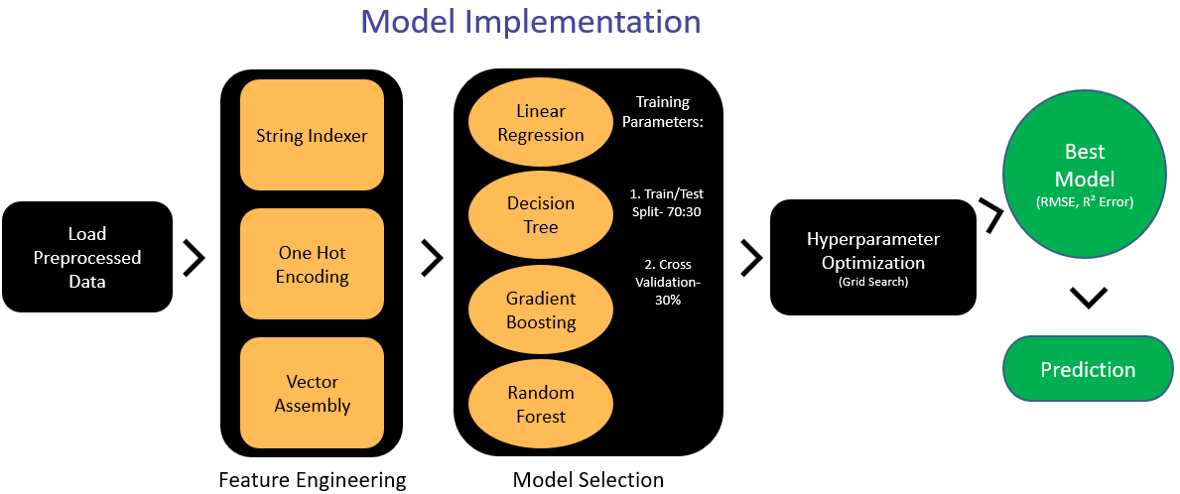 Model Implementation
Load
Preprocessed
Data
String Indexer
One Hot
Encoding
Vector
Assembly
Feature Engineering
Linear
Regression
Decision
Tree
Gradient
Boosting
Random
Forest
Training
Parameters:
1. Train/Test
Split- 70:30
2. Cross
Validation-
30%
Model Selection
Hyperparameter
Optimization
(Grid Search)
Best
Model
(RMSE, R² Error)
Prediction